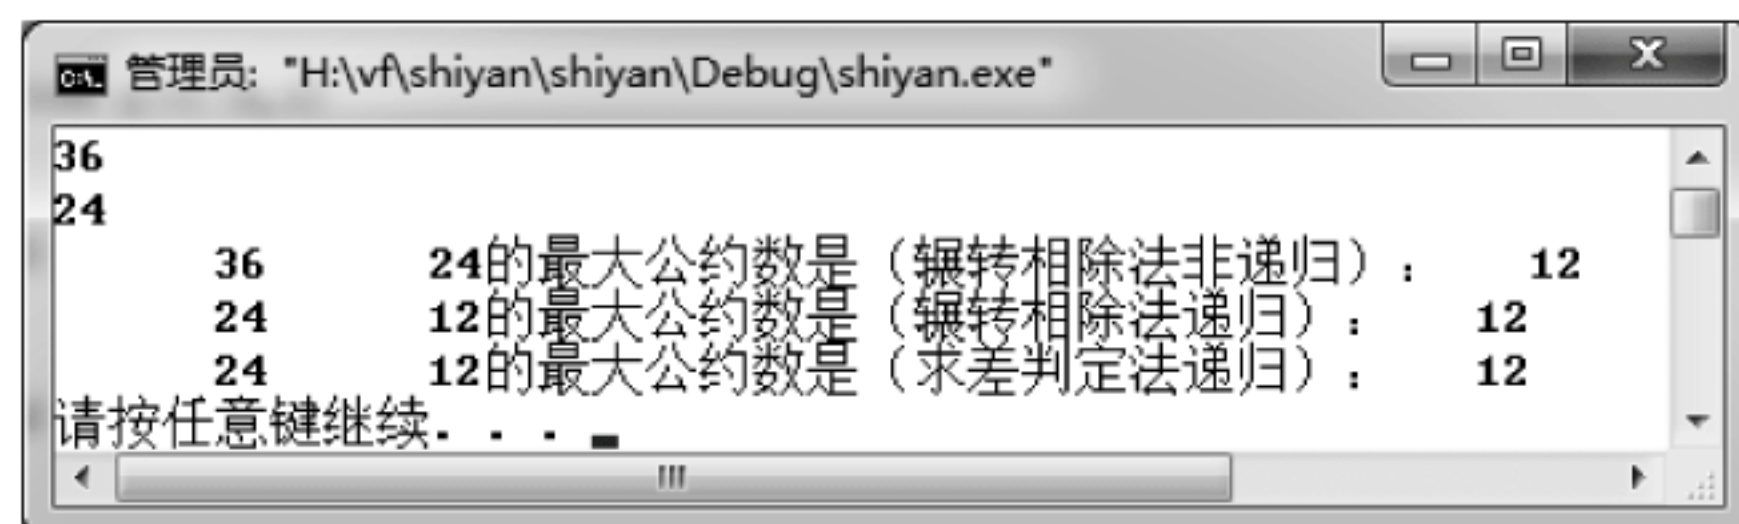 管理员: "H:\vf\shiyan\shiyan\Debug\shiyan.exe"
36
24
36 24的最大公约数是（辗转相除法非递归）： 12
24 12的最大公约数是（辗转相除法递归）： 12
24 12的最大公约数是（求差判定法递归）： 12
请按任意键继续. . .